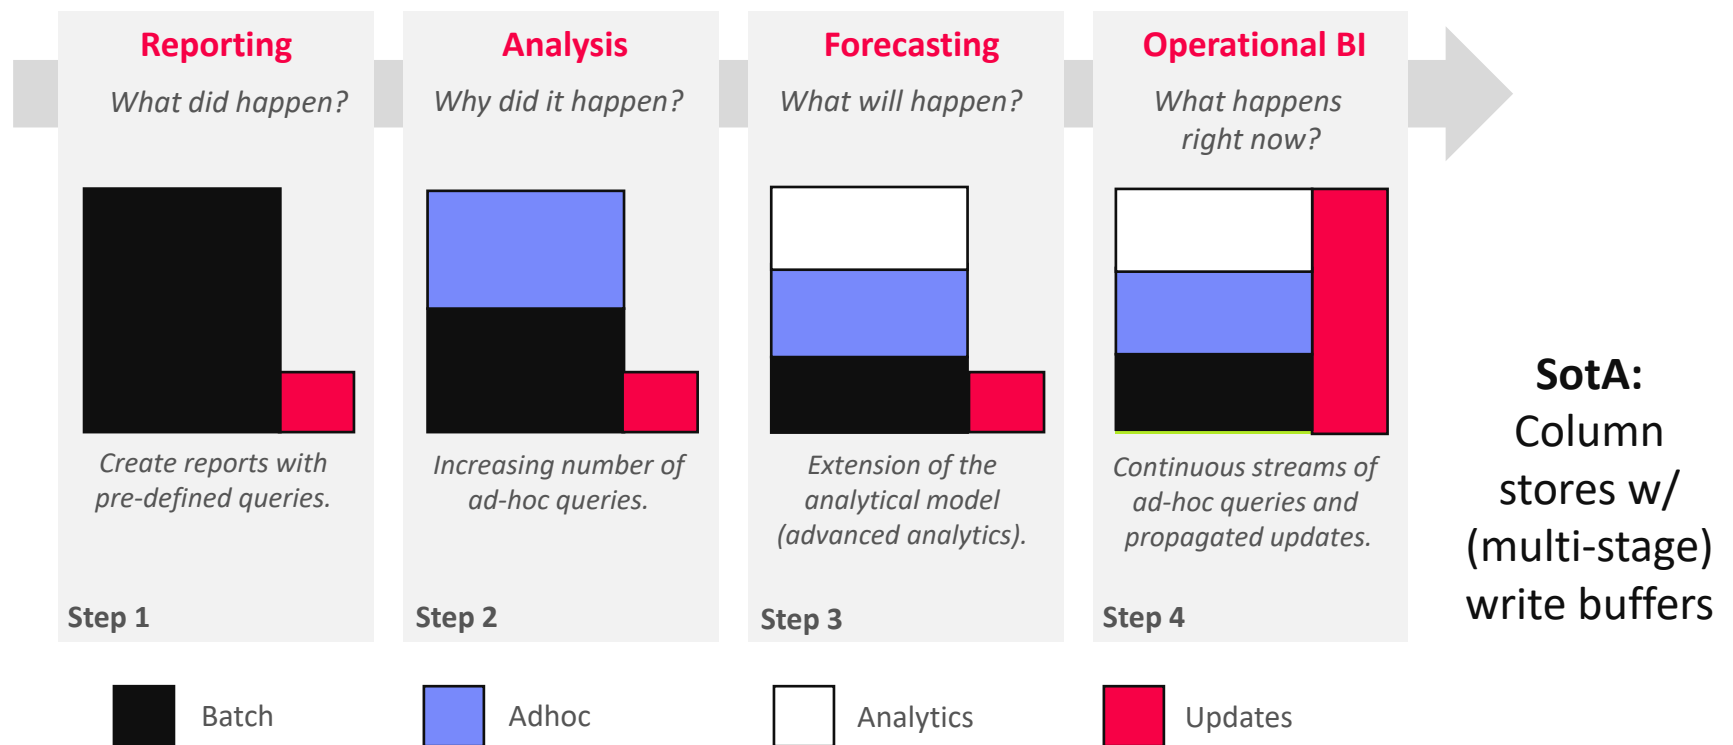 Reporting
What did happen?
Create reports with
pre-defined queries.
Step 1
Analysis
Why did it happen?
Increasing number of
ad-hoc queries.
Step 2
Forecasting
What will happen?
Extension of the
analytical model
(advanced analytics).
Step 3
Operational BI
What happens
right now?
Continuous streams of
ad-hoc queries and
propagated updates.
Step 4
SotA:
Column
stores w/
(multi-stage)
write buffers
Batch
Adhoc
Analytics
Updates